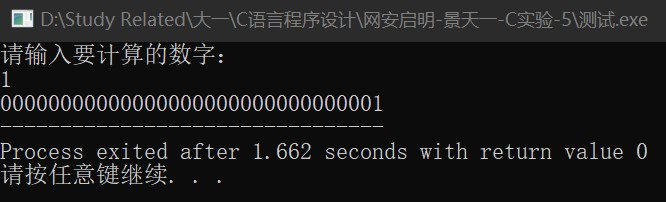 D:\Study Related\大一\C语言程序设计\网安启明-景天一-C实验-5\测试.exe
请输入要计算的数字:
1
00000000000000000000000000000001
--------------------------------
Process exited after 1.662 seconds with return value 0
请按任意键继续. . .